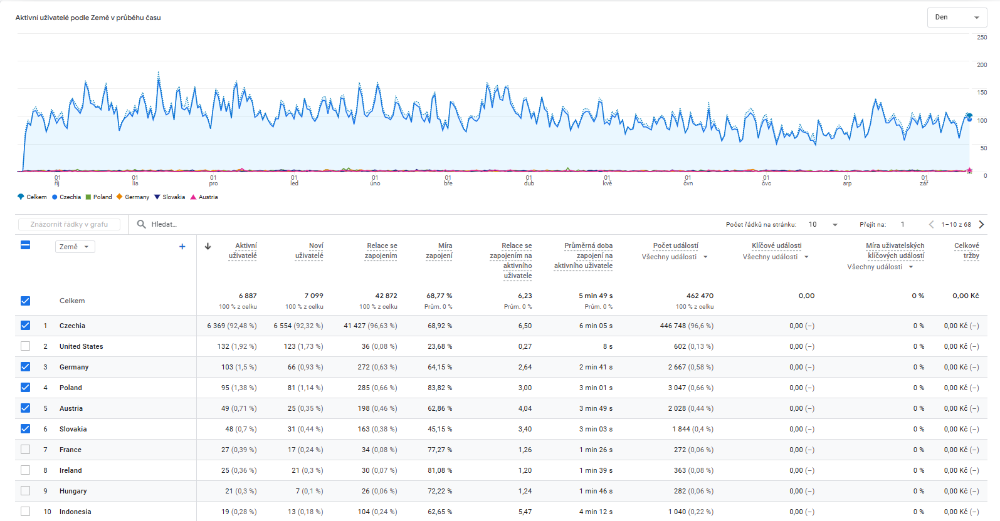 Aktivní uživatelé podle Země v průběhu času
Den
250
200
150
100
50
0
01 říj
01 lis
01 pro
01 led
01 úno
01 bře
01 dub
01 kvě
01 čvn
01 čvc
01 srp
01 zář
Celkem Czechia Poland Germany Slovakia Austria
Znázornit řádky v grafu
Hledat…
Počet řádků na stránku: 10 Přejít na: 1 1–10 z 68
Země +
Aktivní uživatelé
Noví uživatelé
Relace se zapojením
Míra zapojení
Relace se zapojením na aktivního uživatele
Průměrná doba zapojení na aktivního uživatele
Počet událostí
Všechny události
Klíčové události
Všechny události
Míra uživatelských klíčových událostí
Všechny události
Celkové tržby
Celkem 6 887 7 099 42 872 68,77 % 6,23 5 min 49 s 462 470 0,00 0 % 0,00 Kč
100 % z celku 100 % z celku 100 % z celku Prům. 0 % Prům. 0 % Prům. 0 % 100 % z celku
1 Czechia 6 369 (92,48 %) 6 554 (92,32 %) 41 427 (96,63 %) 68,92 % 6,50 6 min 05 s 446 748 (96,6 %) 0,00 (–) 0 % 0,00 Kč (–)
2 United States 132 (1,92 %) 123 (1,73 %) 36 (0,08 %) 23,68 % 0,27 8 s 602 (0,13 %) 0,00 (–) 0 % 0,00 Kč (–)
3 Germany 103 (1,5 %) 66 (0,93 %) 272 (0,63 %) 64,15 % 2,64 2 min 41 s 2 667 (0,58 %) 0,00 (–) 0 % 0,00 Kč (–)
4 Poland 95 (1,38 %) 81 (1,14 %) 285 (0,66 %) 83,82 % 3,00 3 min 01 s 3 047 (0,66 %) 0,00 (–) 0 % 0,00 Kč (–)
5 Austria 49 (0,71 %) 25 (0,35 %) 198 (0,46 %) 62,86 % 4,04 3 min 49 s 2 028 (0,44 %) 0,00 (–) 0 % 0,00 Kč (–)
6 Slovakia 48 (0,7 %) 31 (0,44 %) 163 (0,38 %) 45,15 % 3,40 3 min 03 s 1 844 (0,4 %) 0,00 (–) 0 % 0,00 Kč (–)
7 France 27 (0,39 %) 17 (0,24 %) 34 (0,08 %) 77,27 % 1,26 1 min 26 s 272 (0,06 %) 0,00 (–) 0 % 0,00 Kč (–)
8 Ireland 25 (0,36 %) 21 (0,3 %) 30 (0,07 %) 81,08 % 1,20 1 min 39 s 363 (0,08 %) 0,00 (–) 0 % 0,00 Kč (–)
9 Hungary 21 (0,3 %) 7 (0,1 %) 26 (0,06 %) 72,22 % 1,24 1 min 46 s 282 (0,06 %) 0,00 (–) 0 % 0,00 Kč (–)
10 Indonesia 19 (0,28 %) 13 (0,18 %) 104 (0,24 %) 62,65 % 5,47 4 min 12 s 1 040 (0,22 %) 0,00 (–) 0 % 0,00 Kč (–)